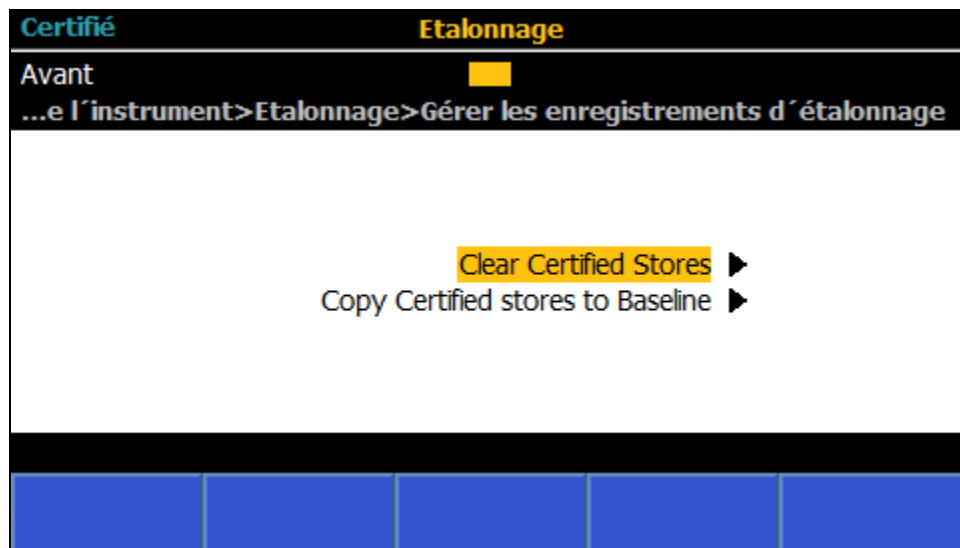 Certifié Etalonnage
Avant
...e l´instrument>Etalonnage>Gérer les enregistrements d´étalonnage
Clear Certified Stores
Copy Certified stores to Baseline